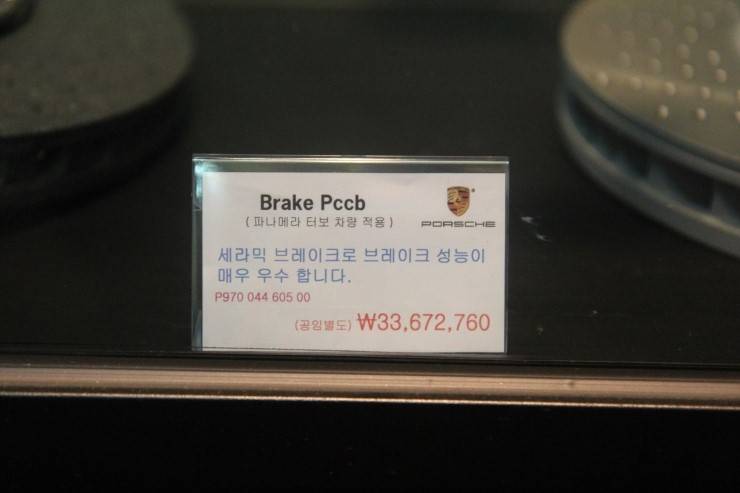 Brake Pccb
(파나메라 터보 차량 적용)
PORSCHE
세라믹 브레이크로 브레이크 성능이
매우 우수 합니다.
P970 044 605 00
(공임별도) ₩33,672,760